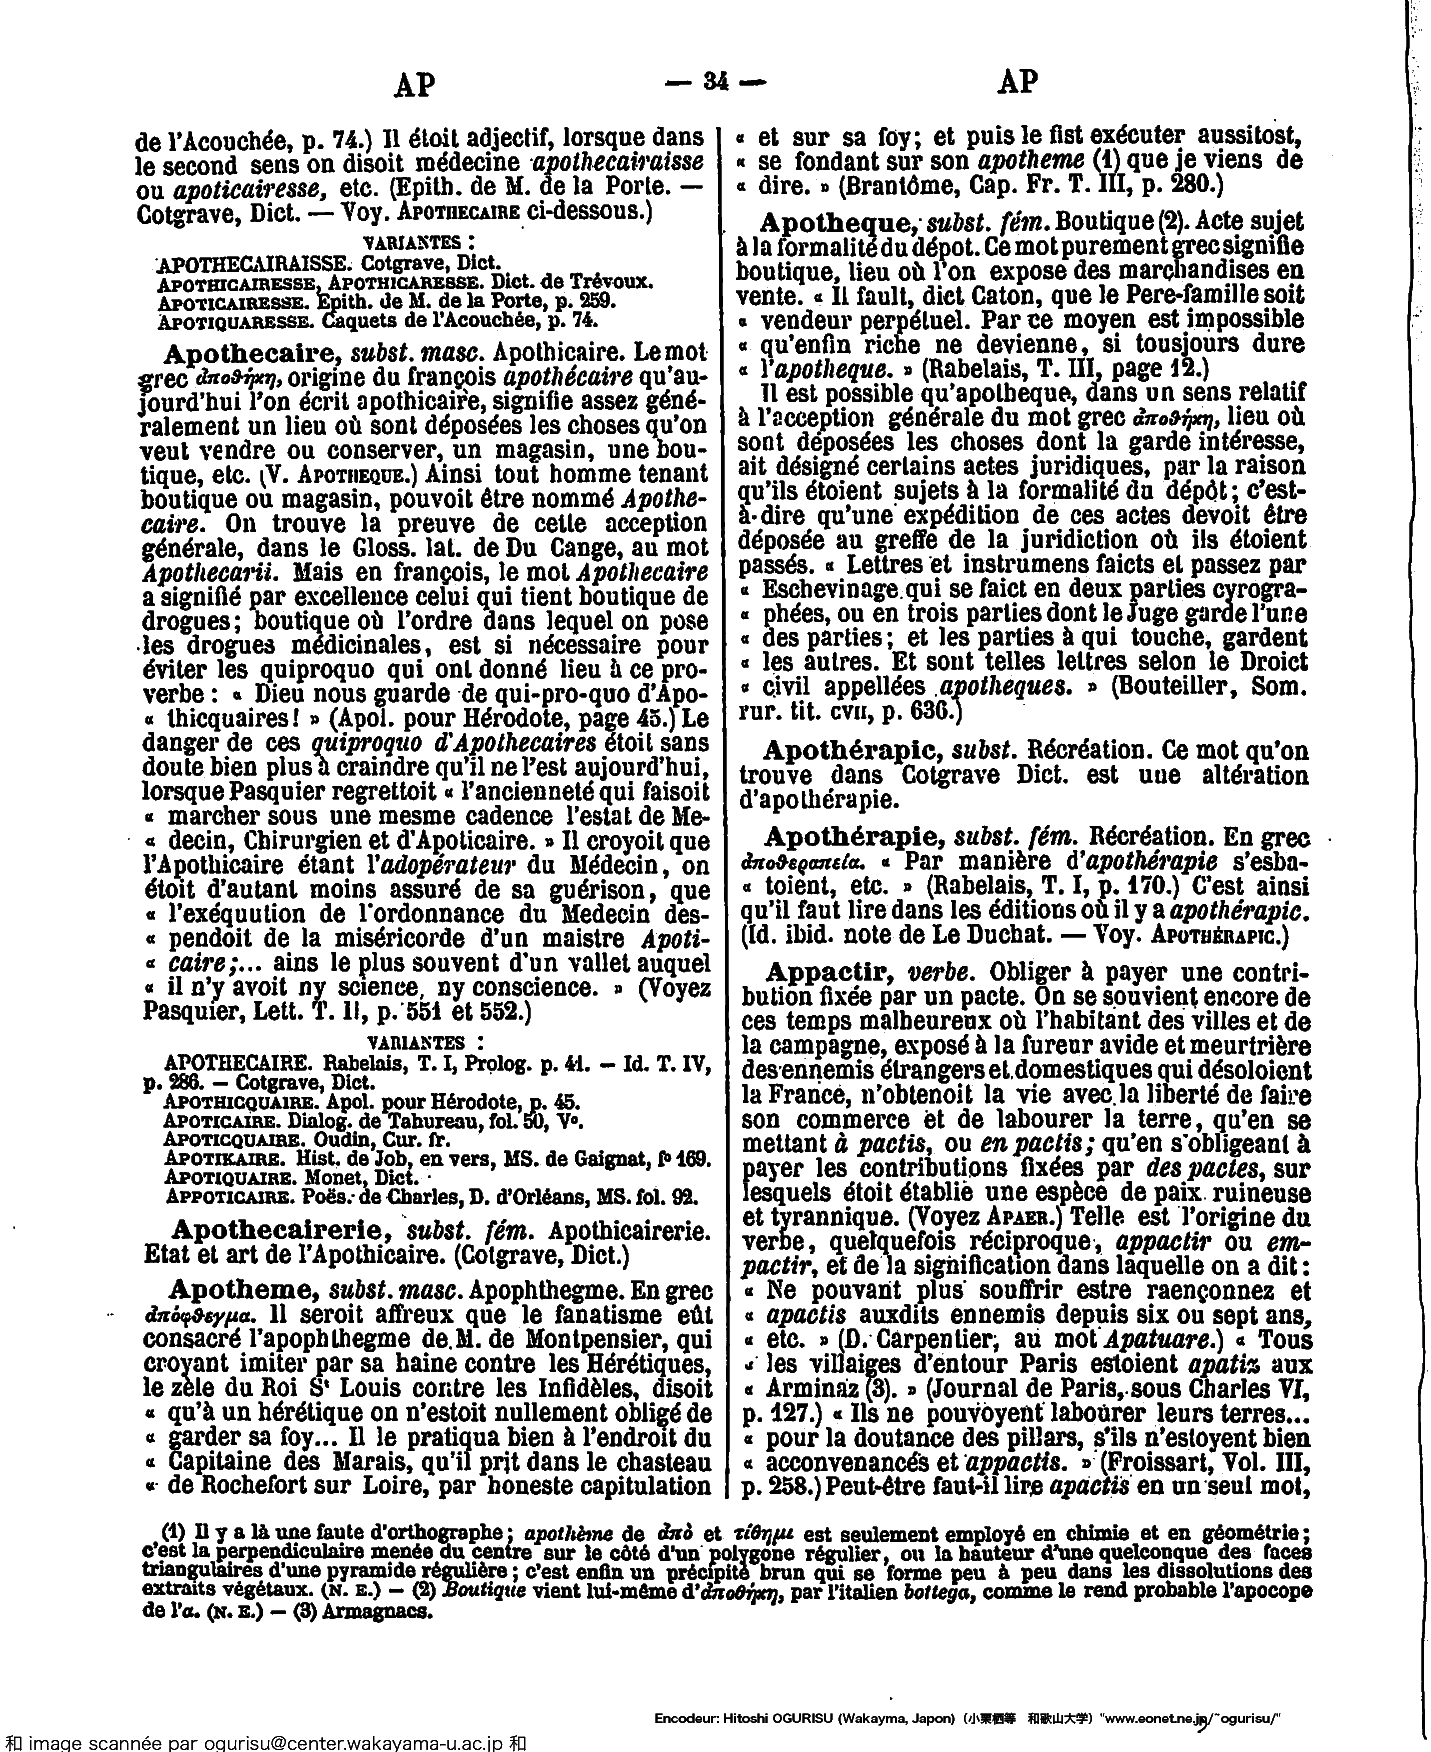 AP — 34 — AP
de l'Acouchée, p. 74.) Il étoit adjectif, lorsque dans
le second sens on disoit médecine apothecairaisse
ou apoticairesse, etc. (Epith. de M. de la Porte. —
Cotgrave, Dict. — Voy. APOTHECAIRE ci-dessous.)
VARIANTES :
APOTHECAIRAISSE. Cotgrave, Dict.
APOTHICAIRESSE, APOTHICARESSE. Dict. de Trévoux.
APOTICAIRESSE. Epith. de M. de la Porte, p. 259.
APOTIQUARESSE. Caquets de l'Acouchée, p. 74.
Apothecaire, subst. masc. Apothicaire. Le mot
grec ἀποθήκη, origine du françois apothécaire qu'au-
jourd'hui l'on écrit apothicaire, signifie assez géné-
ralement un lieu où sont déposées les choses qu'on
veut vendre ou conserver, un magasin, une bou-
tique, etc. (V. APOTHEQUE.) Ainsi tout homme tenant
boutique ou magasin, pouvoit être nommé Apothe-
caire. On trouve la preuve de cette acception
générale, dans le Gloss. lat. de Du Cange, au mot
Apothecarii. Mais en françois, le mot Apothecaire
a signifié par excellence celui qui tient boutique de
drogues; boutique où l'ordre dans lequel on pose
les drogues médicinales, est si nécessaire pour
éviter les quiproquo qui ont donné lieu à ce pro-
verbe : « Dieu nous guarde de qui-pro-quo d'Apo-
« thicquaires! » (Apol. pour Hérodote, page 45.) Le
danger de ces quiproquo d'Apothecaires étoit sans
doute bien plus à craindre qu'il ne l'est aujourd'hui,
lorsque Pasquier regrettoit « l'ancienneté qui faisoit
« marcher sous une mesme cadence l'estat de Me-
« decin, Chirurgien et d'Apoticaire. » Il croyoit que
l'Apothicaire étant l'adopérateur du Médecin, on
étoit d'autant moins assuré de sa guérison, que
« l'exéquution de l'ordonnance du Medecin des-
« pendoit de la miséricorde d'un maistre Apoti-
« caire;... ains le plus souvent d'un vallet auquel
« il n'y avoit ny science, ny conscience. » (Voyez
Pasquier, Lett. T. II, p. 551 et 552.)
VARIANTES :
APOTHECAIRE. Rabelais, T. I, Prolog. p. 41. — Id. T. IV,
p. 286. — Cotgrave, Dict.
APOTHICQUAIRE. Apol. pour Hérodote, p. 45.
APOTICAIRE. Dialog. de Tahureau, fol. 50, V°.
APOTICQUAIRE. Oudin, Cur. fr.
APOTIKAIRE. Hist. de Job, en vers, MS. de Gaignat, f° 169.
APOTIQUAIRE. Monet, Dict.
APPOTICAIRE. Poës. de Charles, D. d'Orléans, MS. fol. 92.
Apothecairerie, subst. fém. Apothicairerie.
Etat et art de l'Apothicaire. (Cotgrave, Dict.)
Apotheme, subst. masc. Apophthegme. En grec
ἀπόφθεγμα. Il seroit affreux que le fanatisme eût
consacré l'apophthegme de M. de Montpensier, qui
croyant imiter par sa haine contre les Hérétiques,
le zèle du Roi St Louis contre les Infidèles, disoit
« qu'à un hérétique on n'estoit nullement obligé de
« garder sa foy... Il le pratiqua bien à l'endroit du
« Capitaine des Marais, qu'il prit dans le chasteau
« de Rochefort sur Loire, par honeste capitulation
« et sur sa foy; et puis le fist exécuter aussitost,
« se fondant sur son apotheme (1) que je viens de
« dire. » (Brantôme, Cap. Fr. T. III, p. 280.)
Apotheque, subst. fém. Boutique (2). Acte sujet
à la formalité du dépot. Ce mot purement grec signifie
boutique, lieu où l'on expose des marchandises en
vente. « Il fault, dict Caton, que le Pere-famille soit
« vendeur perpétuel. Par ce moyen est impossible
« qu'enfin riche ne devienne, si tousjours dure
« l'apotheque. » (Rabelais, T. III, page 12.)
Il est possible qu'apotheque, dans un sens relatif
à l'acception générale du mot grec ἀποθήκη, lieu où
sont déposées les choses dont la garde intéresse,
ait désigné certains actes juridiques, par la raison
qu'ils étoient sujets à la formalité du dépôt; c'est-
à-dire qu'une expédition de ces actes devoit être
déposée au greffe de la juridiction où ils étoient
passés. « Lettres et instrumens faicts et passez par
« Eschevinage qui se faict en deux parties cyrogra-
« phées, ou en trois parties dont le Juge garde l'une
« des parties; et les parties à qui touche, gardent
« les autres. Et sont telles lettres selon le Droict
« civil appellées apotheques. » (Bouteiller, Som.
rur. tit. CVII, p. 636.)
Apothérapic, subst. Récréation. Ce mot qu'on
trouve dans Cotgrave Dict. est une altération
d'apothérapie.
Apothérapie, subst. fém. Récréation. En grec
ἀποθεραπεία. « Par manière d'apothérapie s'esba-
« toient, etc. » (Rabelais, T. I, p. 170.) C'est ainsi
qu'il faut lire dans les éditions où il y a apothérapic.
(Id. ibid. note de Le Duchat. — Voy. APOTHÉRAPIC.)
Appactir, verbe. Obliger à payer une contri-
bution fixée par un pacte. On se souvient encore de
ces temps malheureux où l'habitant des villes et de
la campagne, exposé à la fureur avide et meurtrière
des ennemis étrangers et domestiques qui désoloient
la France, n'obtenoit la vie avec la liberté de faire
son commerce et de labourer la terre, qu'en se
mettant à pactis, ou en pactis; qu'en s'obligeant à
payer les contributions fixées par des pactes, sur
lesquels étoit établie une espèce de paix ruineuse
et tyrannique. (Voyez APAER.) Telle est l'origine du
verbe, quelquefois réciproque, appactir ou em-
pactir, et de la signification dans laquelle on a dit :
« Ne pouvant plus souffrir estre raençonnez et
« apactis auxdits ennemis depuis six ou sept ans,
« etc. » (D. Carpentier, au mot Apatuare.) « Tous
« les villaiges d'entour Paris estoient apatiz aux
« Arminaz (3). » (Journal de Paris, sous Charles VI,
p. 127.) « Ils ne pouvoyent labourer leurs terres...
« pour la doutance des pillars, s'ils n'estoyent bien
« acconvenancés et appactis. » (Froissart, Vol. III,
p. 258.) Peut-être faut-il lire apactis en un seul mot,
(1) Il y a là une faute d'orthographe; apothème de ἀπὸ et τίθημι est seulement employé en chimie et en géométrie;
c'est la perpendiculaire menée du centre sur le côté d'un polygone régulier, ou la hauteur d'une quelconque des faces
triangulaires d'une pyramide régulière; c'est enfin un précipité brun qui se forme peu à peu dans les dissolutions des
extraits végétaux. (N. E.) — (2) Boutique vient lui-même d'ἀποθήκη, par l'italien bottega, comme le rend probable l'apocope
de l'α. (N. E.) — (3) Armagnacs.
Encodeur: Hitoshi OGURISU (Wakayma, Japon) (小栗栖等 和歌山大学) "www.eonet.ne.jp/~ogurisu/"
和 image scannée par ogurisu@center.wakayama-u.ac.jp 和